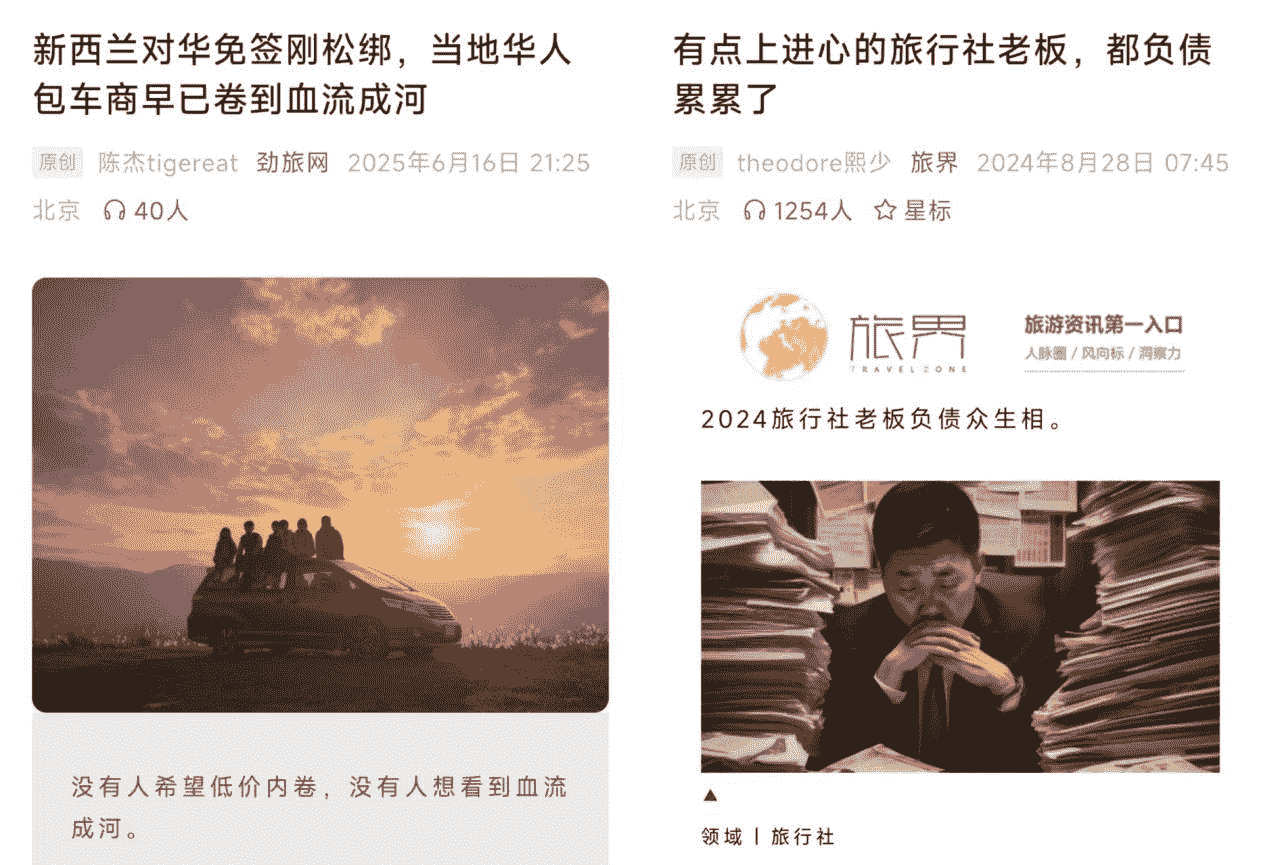 新西兰对华免签刚松绑，当地华人
包车商早已卷到血流成河
原创 陈杰tigereat 劲旅网 2025年6月16日 21:25
北京 40人
没有人希望低价内卷，没有人想看到血流
成河。
有点上进心的旅行社老板，都负债
累累了
原创 theodore熙少 旅界 2024年8月28日 07:45
北京 1254人 星标
旅界
TRAVEL ZONE
旅游资讯第一入口
人脉圈 / 风向标 / 洞察力
2024旅行社老板负债众生相。
▲
领域丨旅行社